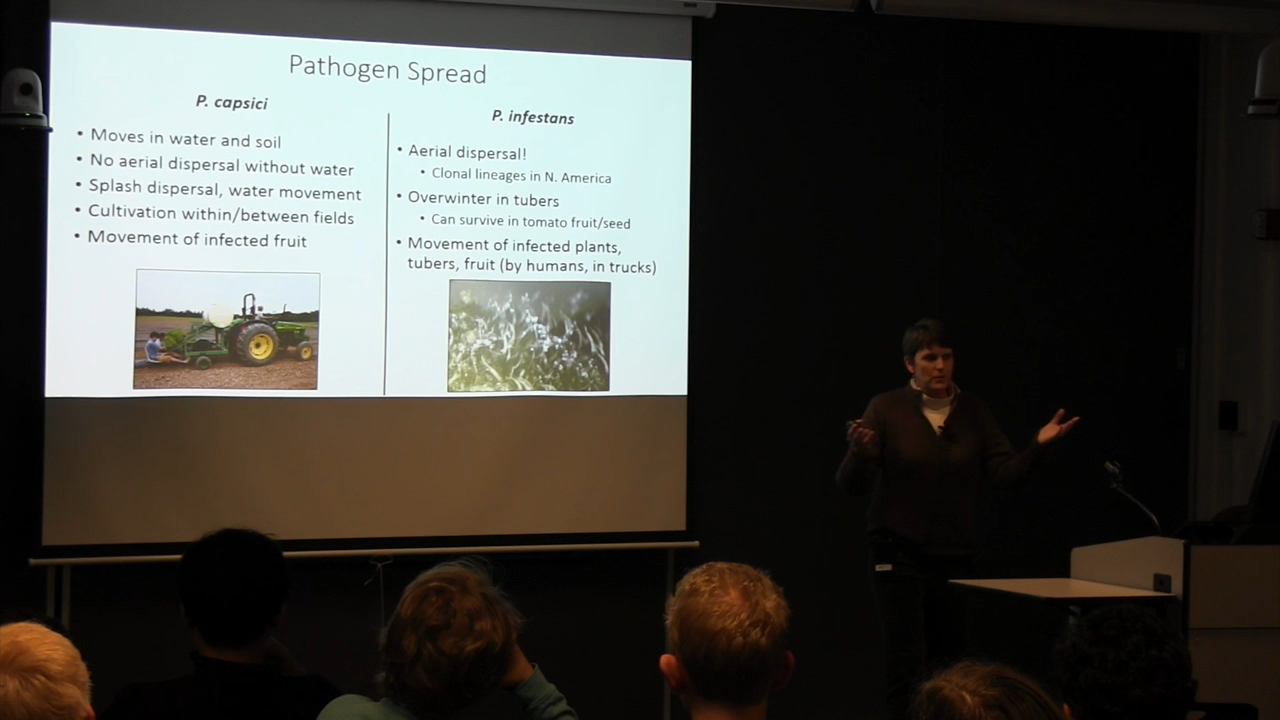 Pathogen Spread
P. capsici
• Moves in water and soil
• No aerial dispersal without water
• Splash dispersal, water movement
• Cultivation within/between fields
• Movement of infected fruit
P. infestans
• Aerial dispersal!
• Clonal lineages in N. America
• Overwinter in tubers
• Can survive in tomato fruit/seed
• Movement of infected plants,
tubers, fruit (by humans, in trucks)